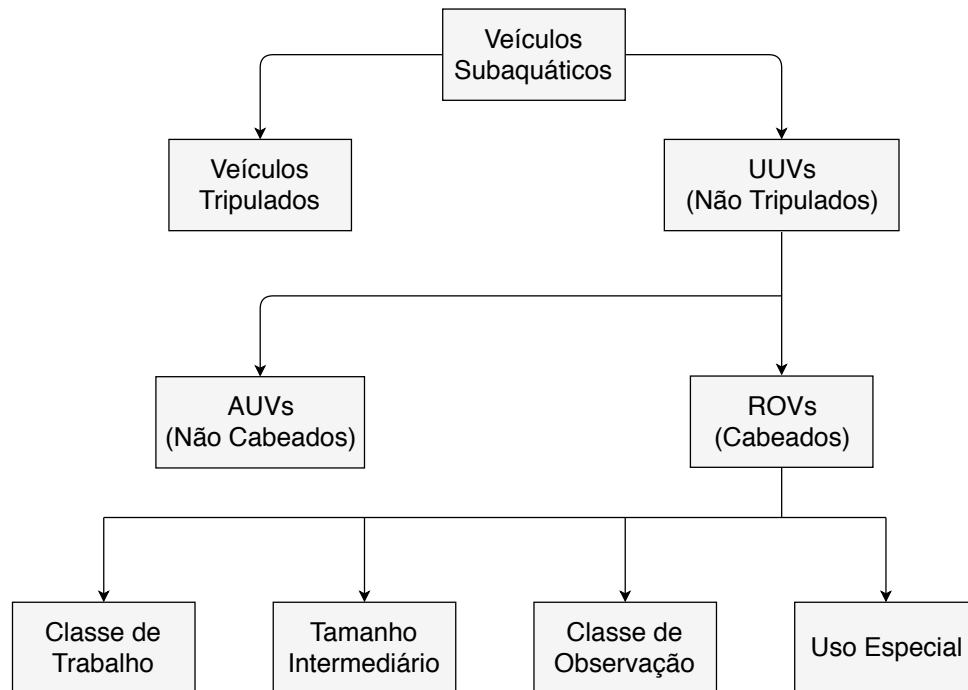 Veículos
Subaquáticos
Veículos
Tripulados
UUVs
(Não Tripulados)
AUVs
(Não Cabeados)
ROVs
(Cabeados)
Classe de
Trabalho
Tamanho
Intermediário
Classe de
Observação
Uso Especial